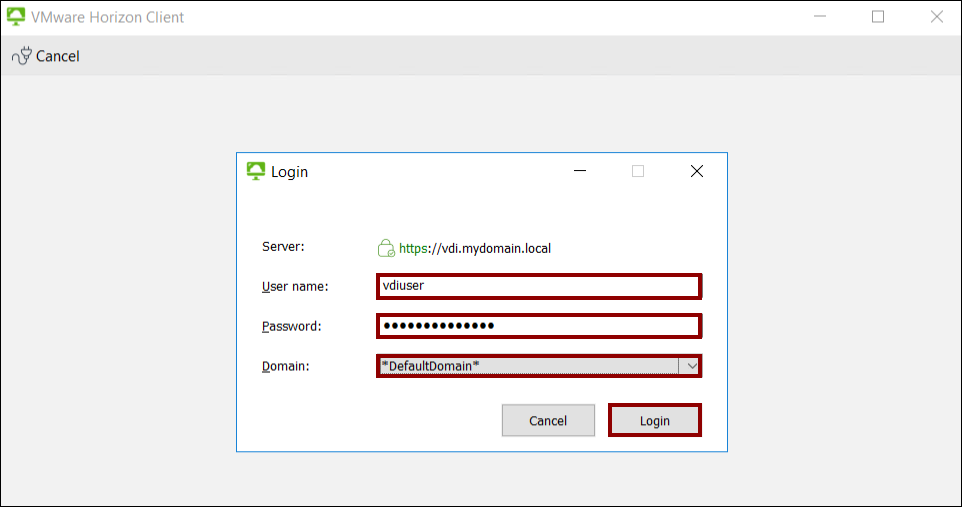 VMware Horizon Client
Cancel
Login
Server: https://vdi.mydomain.local
User name: vdiuser
Password: ●●●●●●●●●●●●●●
Domain: *DefaultDomain*
Cancel Login